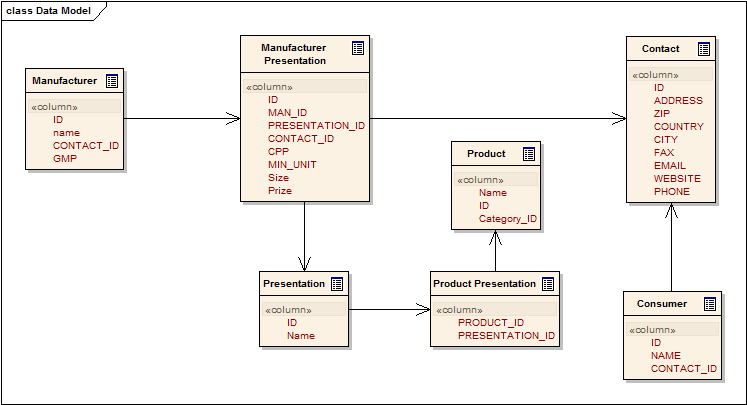 class Data Model
Manufacturer
«column»
ID
name
CONTACT_ID
GMP
Manufacturer
Presentation
«column»
ID
MAN_ID
PRESENTATION_ID
CONTACT_ID
CPP
MIN_UNIT
Size
Prize
Contact
«column»
ID
ADDRESS
ZIP
COUNTRY
CITY
FAX
EMAIL
WEBSITE
PHONE
Product
«column»
Name
ID
Category_ID
Presentation
«column»
ID
Name
Product Presentation
«column»
PRODUCT_ID
PRESENTATION_ID
Consumer
«column»
ID
NAME
CONTACT_ID